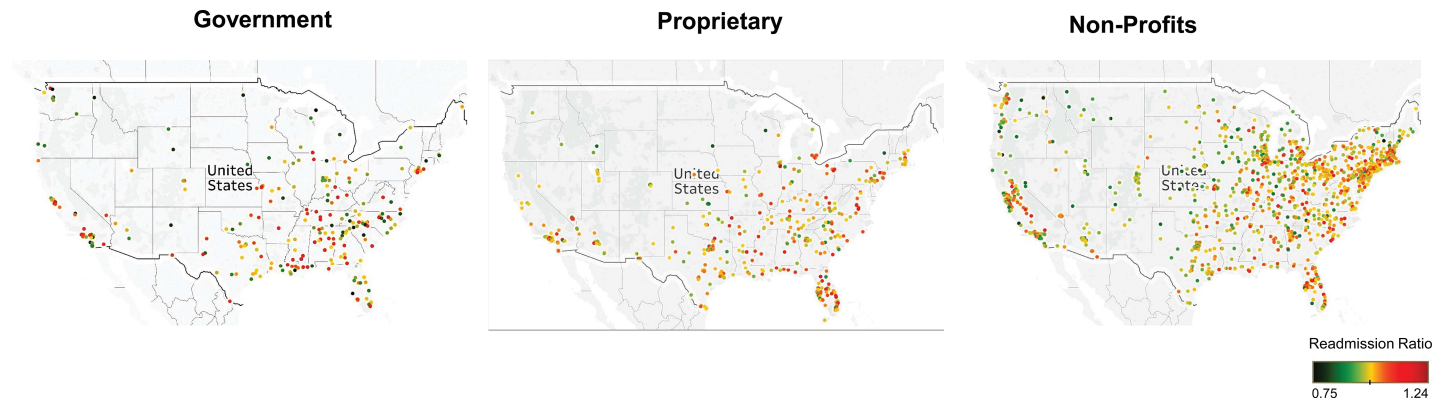 Government
Proprietary
Non-Profits
United
States
United
States
United
States
Readmission Ratio
0.75
1.24